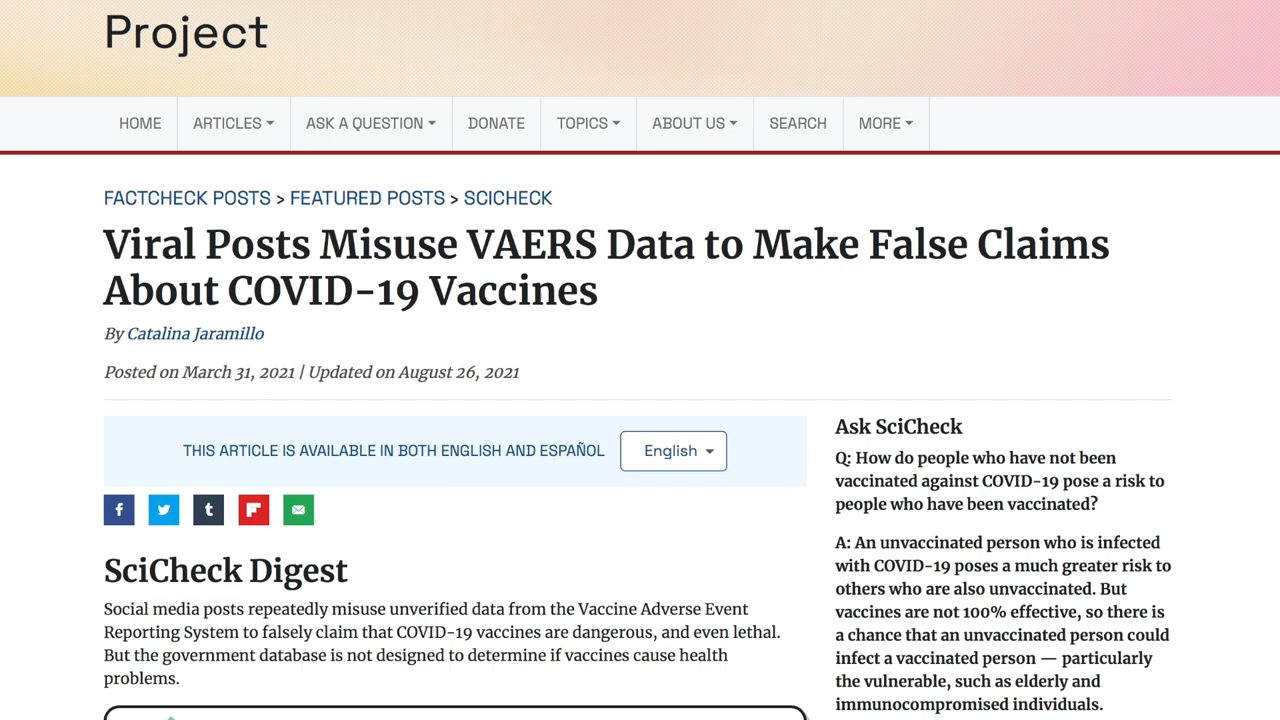 Project
HOME ARTICLES ASK A QUESTION DONATE TOPICS ABOUT US SEARCH MORE
FACTCHECK POSTS > FEATURED POSTS > SCICHECK
Viral Posts Misuse VAERS Data to Make False Claims
About COVID-19 Vaccines
By Catalina Jaramillo
Posted on March 31, 2021 | Updated on August 26, 2021
THIS ARTICLE IS AVAILABLE IN BOTH ENGLISH AND ESPAÑOL English
SciCheck Digest
Social media posts repeatedly misuse unverified data from the Vaccine Adverse Event
Reporting System to falsely claim that COVID-19 vaccines are dangerous, and even lethal.
But the government database is not designed to determine if vaccines cause health
problems.
Ask SciCheck
Q: How do people who have not been
vaccinated against COVID-19 pose a risk to
people who have been vaccinated?
A: An unvaccinated person who is infected
with COVID-19 poses a much greater risk to
others who are also unvaccinated. But
vaccines are not 100% effective, so there is
a chance that an unvaccinated person could
infect a vaccinated person — particularly
the vulnerable, such as elderly and
immunocompromised individuals.